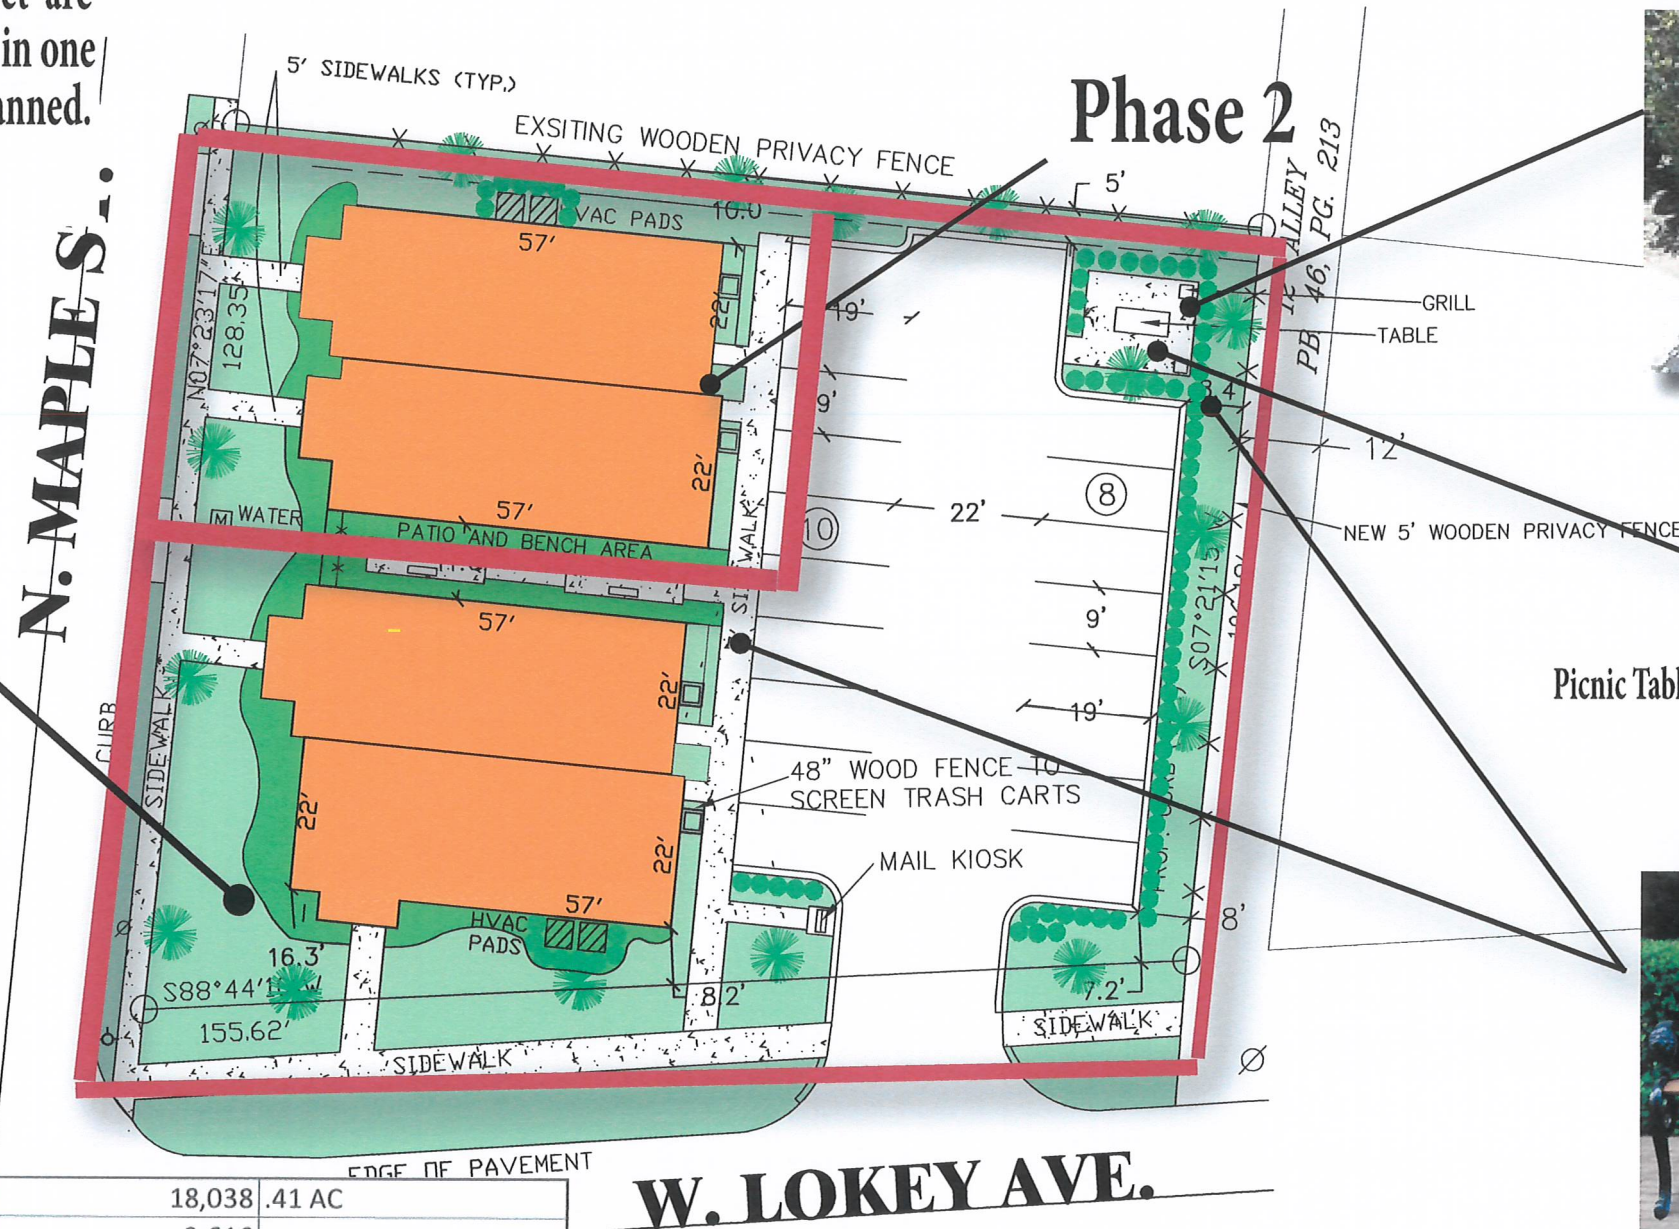 in one
anned.
5' SIDEWALKS (TYP.)
EXSITING WOODEN PRIVACY FENCE
Phase 2
5'
ALLEY
PB. 46, PG. 213
VAC PADS
10.0
57'
22'
19'
GRILL
TABLE
N07°23'17"E
128.35'
N. MAPLE S
9'
3.4
12'
22'
57'
WATER
M
PATIO AND BENCH AREA
10
22'
8
NEW 5' WOODEN PRIVACY FENCE
57'
22'
9'
S07°21'15"
19'
Picnic Tabl
CURB
SIDEWALK
48" WOOD FENCE TO
SCREEN TRASH CARTS
22'
22'
MAIL KIOSK
57'
HVAC
PADS
8'
16.3'
S88°44'1
155.62'
8.2'
7.2'
SIDEWALK
SIDEWALK
EDGE OF PAVEMENT
W. LOKEY AVE.
18,038 .41 AC